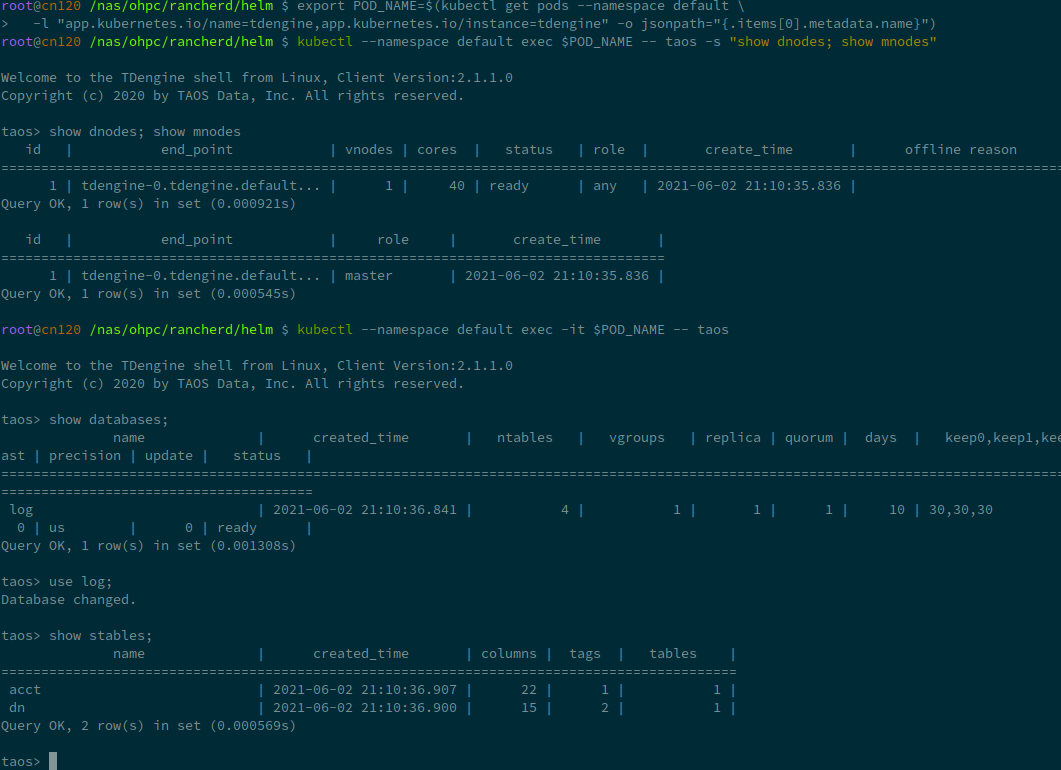 root@cn120 /nas/ohpc/rancherd/helm $ export POD_NAME=$(kubectl get pods --namespace default \
>   -l "app.kubernetes.io/name=tdengine,app.kubernetes.io/instance=tdengine" -o jsonpath="{.items[0].metadata.name}")
root@cn120 /nas/ohpc/rancherd/helm $ kubectl --namespace default exec $POD_NAME -- taos -s "show dnodes; show mnodes"
Welcome to the TDengine shell from Linux, Client Version:2.1.1.0
Copyright (c) 2020 by TAOS Data, Inc. All rights reserved.
taos> show dnodes; show mnodes
   id   |           end_point            | vnodes | cores  |   status   | role  |       create_time       |      offline reason
=====================================================================================================================================
      1 | tdengine-0.tdengine.default... |      1 |     40 | ready      | any   | 2021-06-02 21:10:35.836 |
Query OK, 1 row(s) in set (0.000921s)
   id   |           end_point            |     role     |       create_time       |
===================================================================================
      1 | tdengine-0.tdengine.default... | master       | 2021-06-02 21:10:35.836 |
Query OK, 1 row(s) in set (0.000545s)
root@cn120 /nas/ohpc/rancherd/helm $ kubectl --namespace default exec -it $POD_NAME -- taos
Welcome to the TDengine shell from Linux, Client Version:2.1.1.0
Copyright (c) 2020 by TAOS Data, Inc. All rights reserved.
taos> show databases;
              name              |      created_time       |   ntables   |   vgroups   | replica | quorum |  days  |   keep0,keep1,kee
ast | precision | update |   status   |
=====================================================================================================================================
=======================================
 log                            | 2021-06-02 21:10:36.841 |           4 |           1 |       1 |      1 |     10 | 30,30,30
  0 | us        |      0 | ready      |
Query OK, 1 row(s) in set (0.001308s)
taos> use log;
Database changed.
taos> show stables;
              name              |      created_time       | columns |  tags  |   tables    |
============================================================================================
 acct                           | 2021-06-02 21:10:36.907 |      22 |      1 |           1 |
 dn                             | 2021-06-02 21:10:36.900 |      15 |      2 |           1 |
Query OK, 2 row(s) in set (0.000569s)
taos>